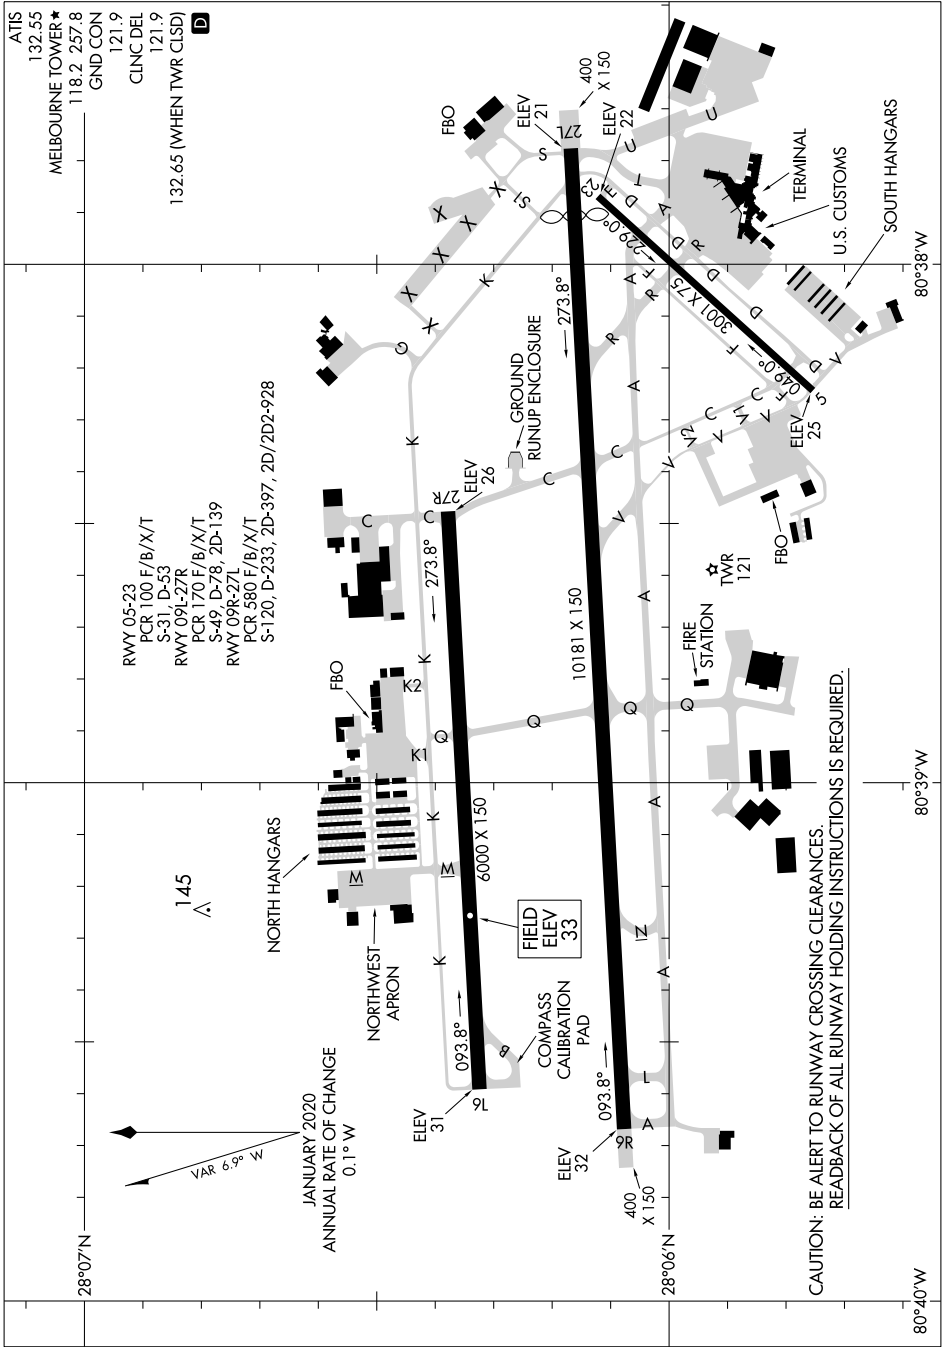 ATIS
132.55
MELBOURNE TOWER★
118.2 257.8
GND CON
121.9
CLNC DEL
121.9
132.65 (WHEN TWR CLSD)
D
RWY 05-23
PCR 100 F/B/X/T
S-31, D-53
RWY 09L-27R
PCR 170 F/B/X/T
S-49, D-78, 2D-139
RWY 09R-27L
PCR 580 F/B/X/T
S-120, D-233, 2D-397, 2D/2D2-928
JANUARY 2020
ANNUAL RATE OF CHANGE
0.1° W
VAR 6.9° W
28°07'N
28°06'N
80°40'W
80°39'W
80°38'W
145
NORTH HANGARS
NORTHWEST
APRON
FBO
M
M
K
K
K
K
K
K
K1
K2
Q
Q
Q
Q
C
C
C
C
C
C
G
X
X
X
X
X
X
S1
S
FBO
ELEV
31
9L
093.8°
6000 X 150
273.8°
27R
ELEV
26
FIELD
ELEV
33
B
COMPASS
CALIBRATION
PAD
GROUND
RUNUP ENCLOSURE
400
X 150
ELEV
32
9R
093.8°
10181 X 150
273.8°
27L
ELEV
21
400
X 150
ELEV
22
23
229.0°
3001 X 75
049.0°
5
ELEV
25
A
L
A
N
A
A
A
A
A
V
V
V
V
V
V1
V2
R
R
R
F
F
F
D
D
D
D
D
E
T
U
U
TERMINAL
U.S. CUSTOMS
SOUTH HANGARS
FBO
TWR
121
FIRE
STATION
CAUTION: BE ALERT TO RUNWAY CROSSING CLEARANCES.
READBACK OF ALL RUNWAY HOLDING INSTRUCTIONS IS REQUIRED.